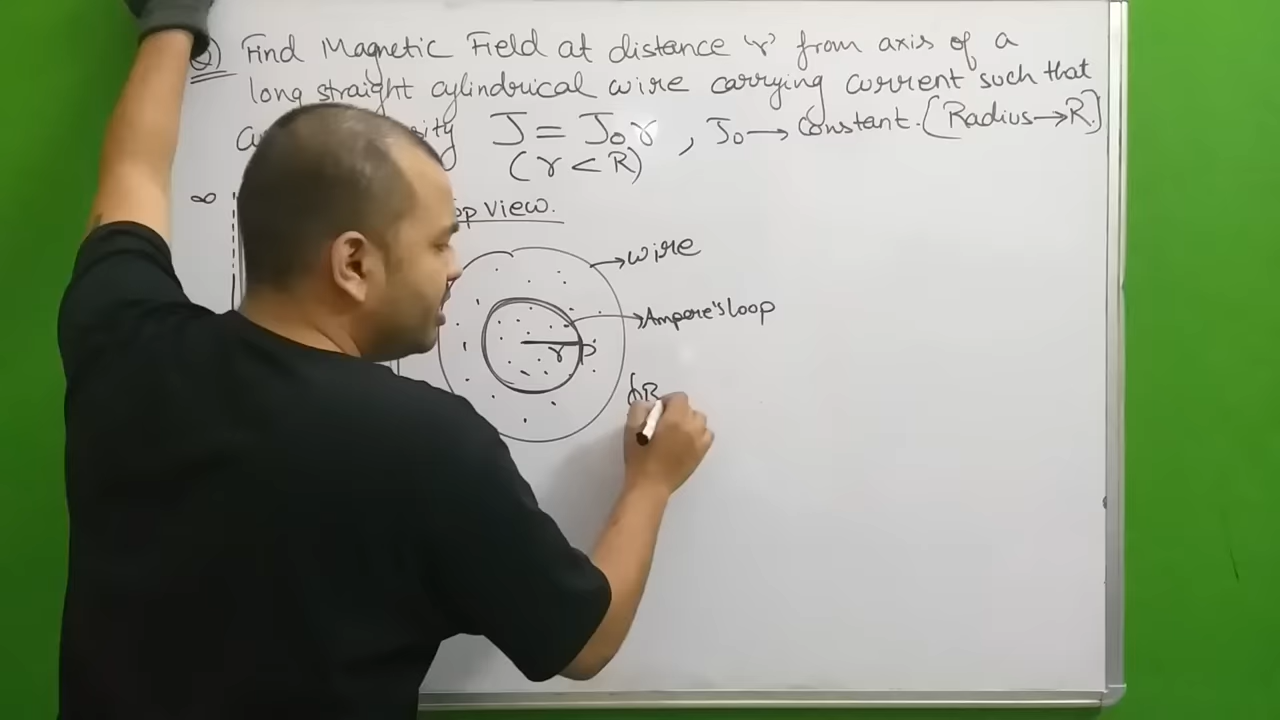 Q) Find Magnetic Field at distance 'r' from axis of a
long straight cylindrical wire carrying current such that
J = J₀r , J₀ → constant. [Radius → R]
(r < R)
∞
view.
wire
Ampere's loop
r P
∮B